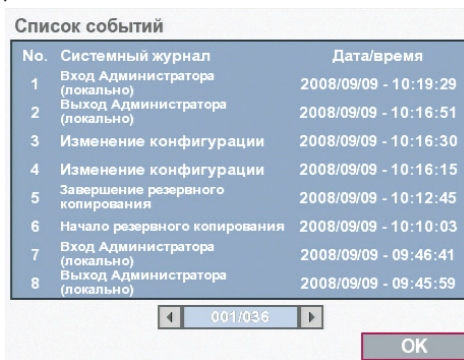 Список событий
No. Системный журнал Дата/время
1 Вход Администратора (локально) 2008/09/09 - 10:19:29
2 Выход Администратора (локально) 2008/09/09 - 10:16:51
3 Изменение конфигурации 2008/09/09 - 10:16:30
4 Изменение конфигурации 2008/09/09 - 10:16:15
5 Завершение резервного копирования 2008/09/09 - 10:12:45
6 Начало резервного копирования 2008/09/09 - 10:10:03
7 Вход Администратора (локально) 2008/09/09 - 09:46:41
8 Выход Администратора (локально) 2008/09/09 - 09:45:59
001/036
OK